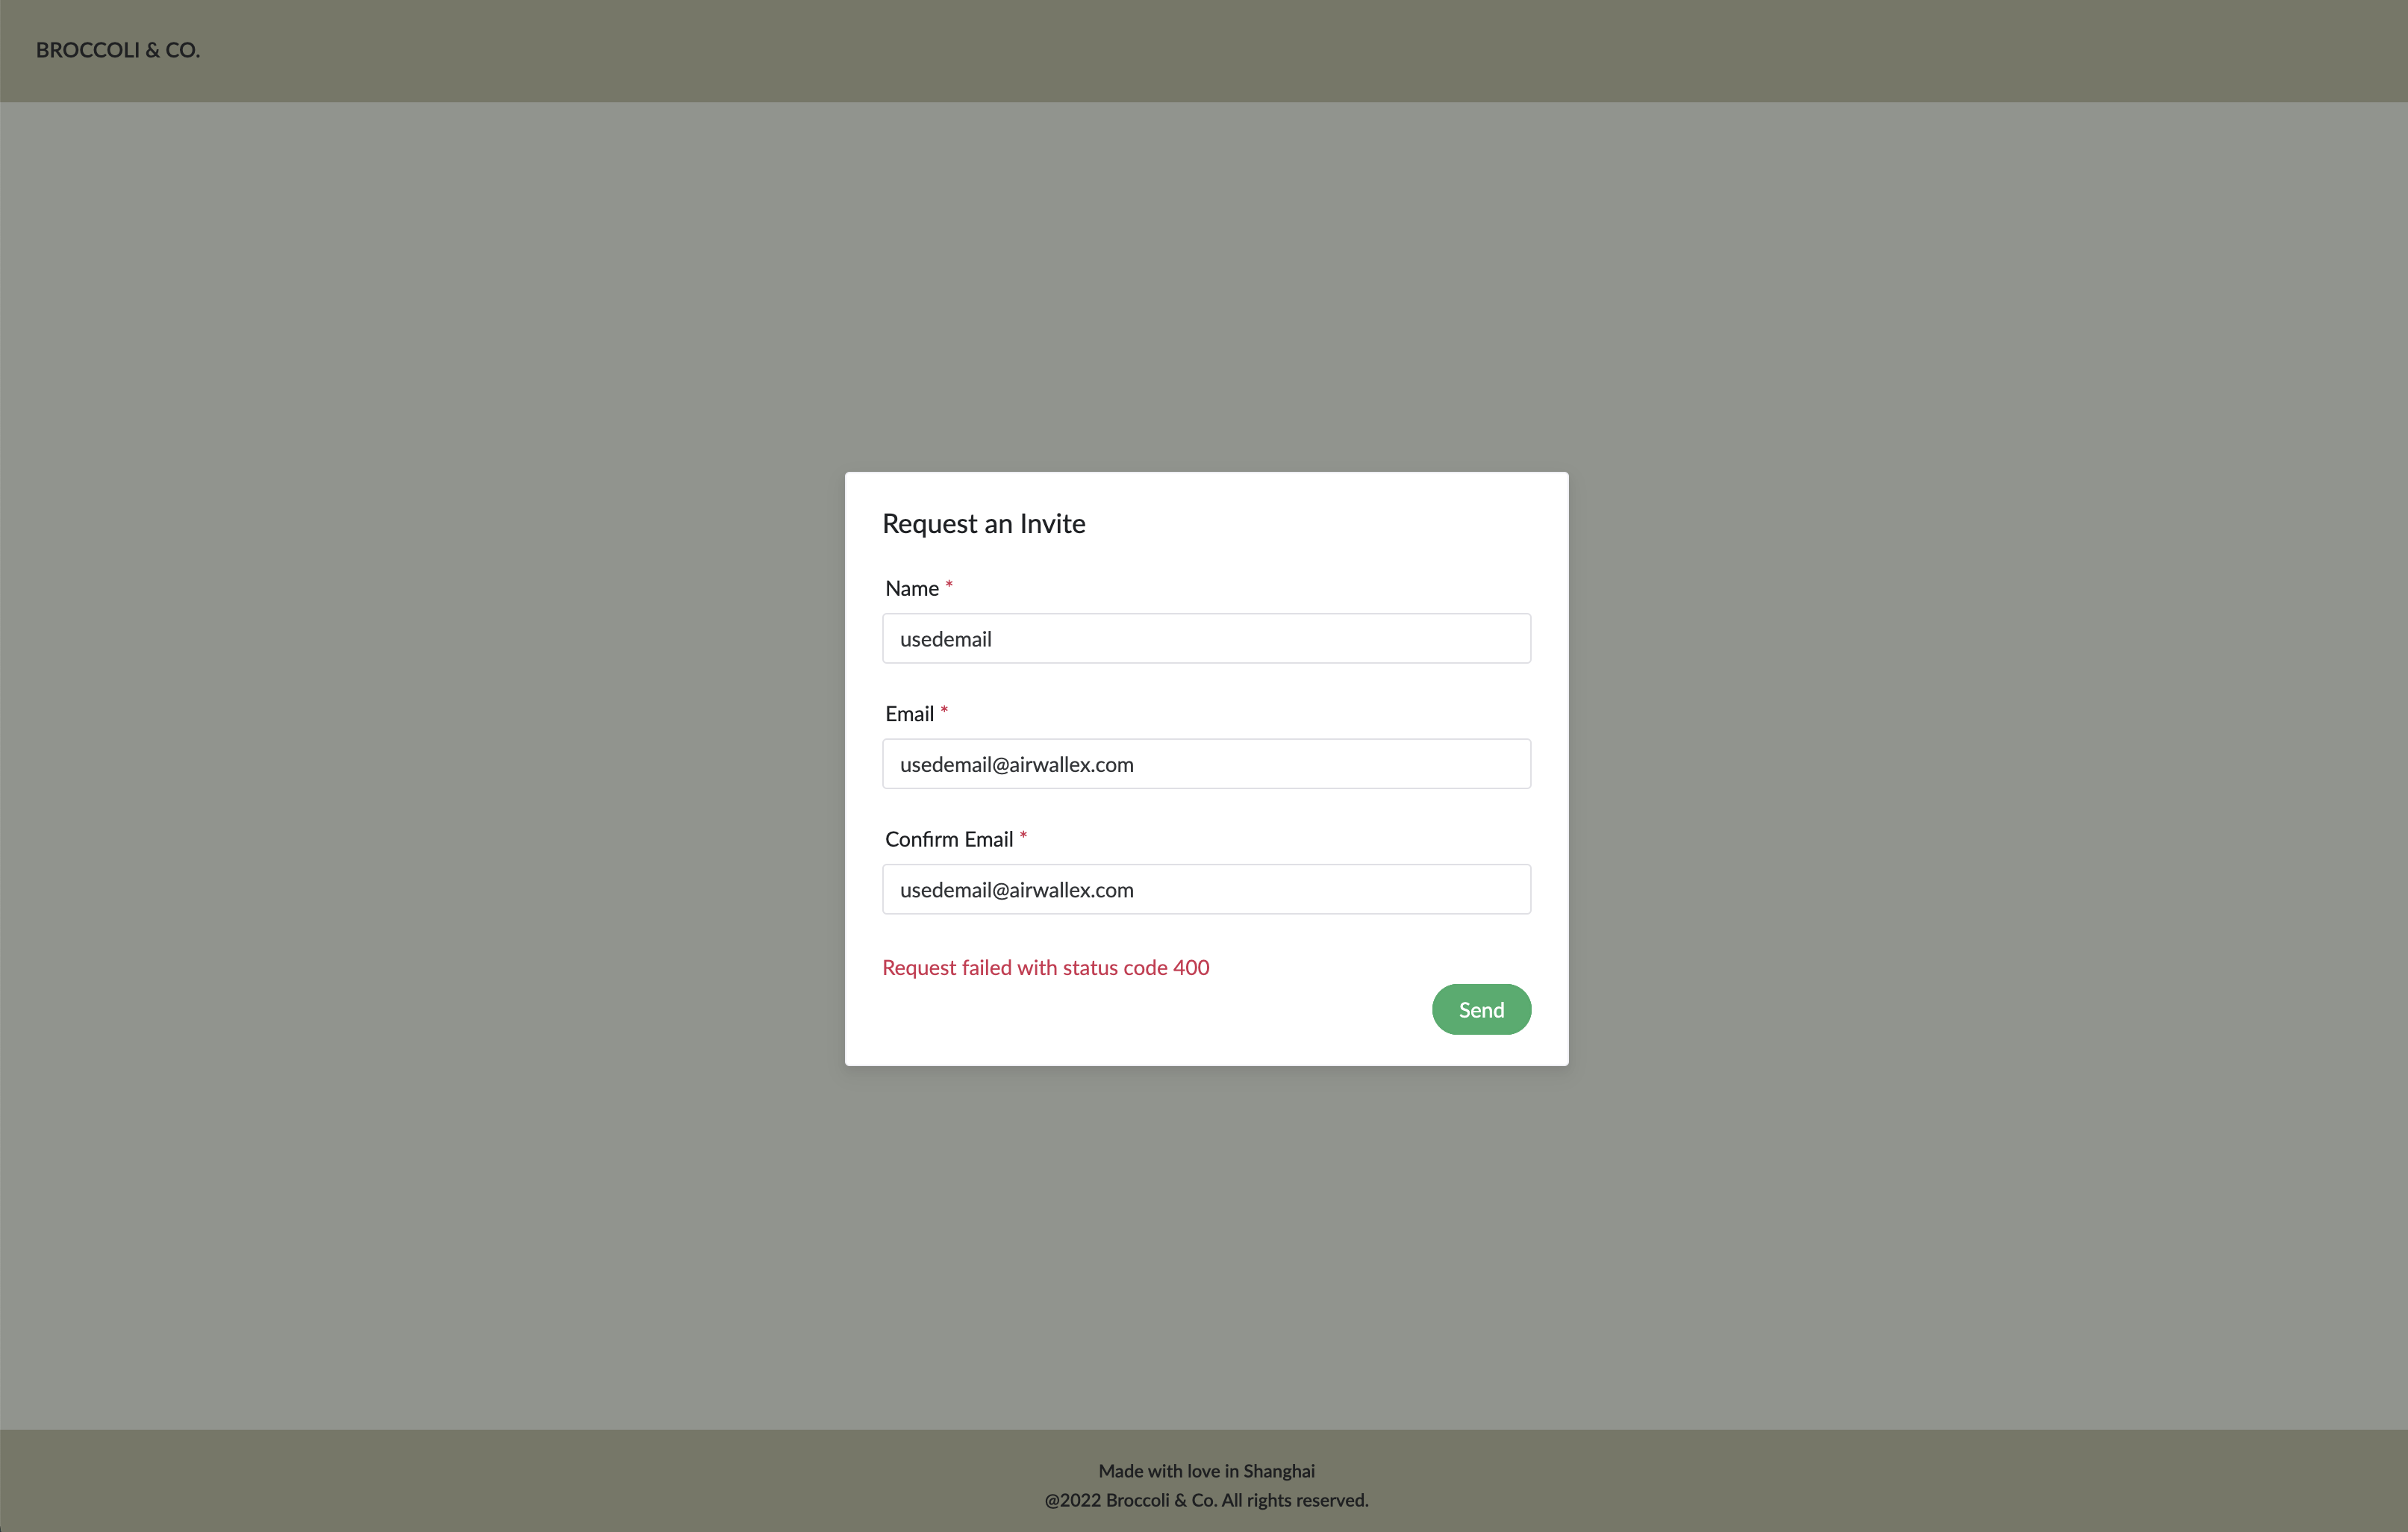 BROCCOLI & CO.
Request an Invite
Name *
usedemail
Email *
usedemail@airwallex.com
Confirm Email *
usedemail@airwallex.com
Request failed with status code 400
Send
Made with love in Shanghai
@2022 Broccoli & Co. All rights reserved.